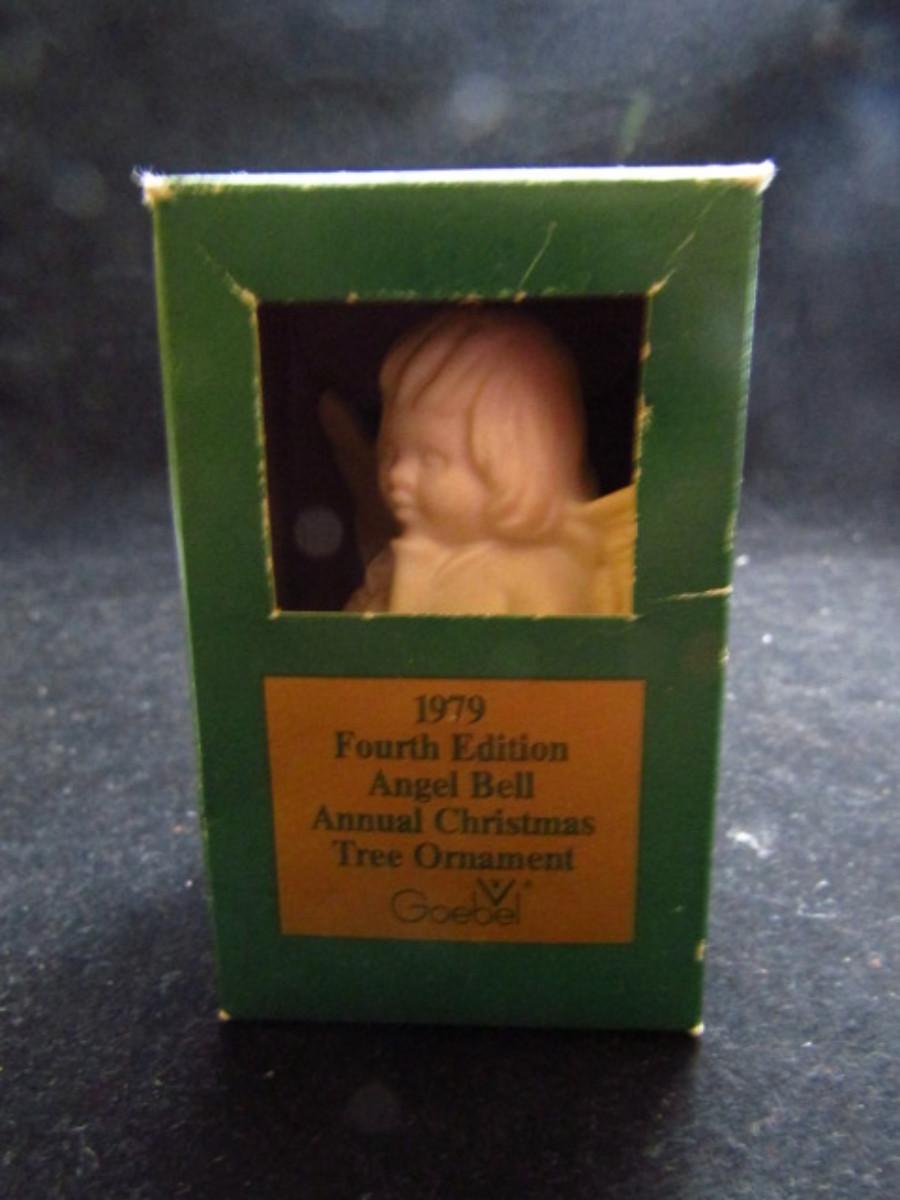 1979
Fourth Edition
Angel Bell
Annual Christmas
Tree Ornament
Goebel